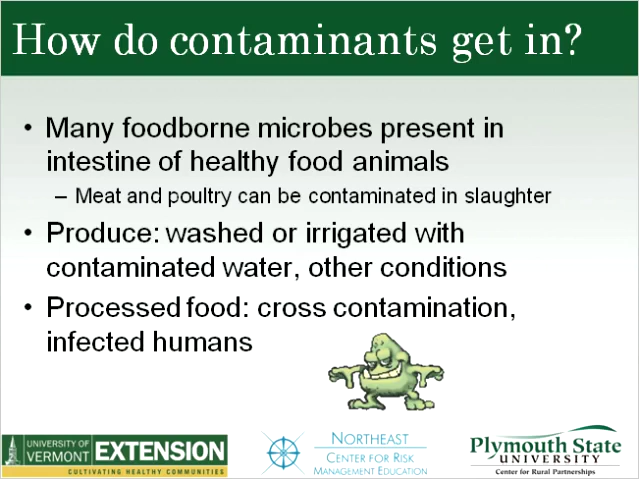 How do contaminants get in?
• Many foodborne microbes present in
intestine of healthy food animals
– Meat and poultry can be contaminated in slaughter
• Produce: washed or irrigated with
contaminated water, other conditions
• Processed food: cross contamination,
infected humans
UNIVERSITY OF
VERMONT EXTENSION
CULTIVATING HEALTHY COMMUNITIES
NORTHEAST
CENTER FOR RISK
MANAGEMENT EDUCATION
Plymouth State
UNIVERSITY
Center for Rural Partnerships